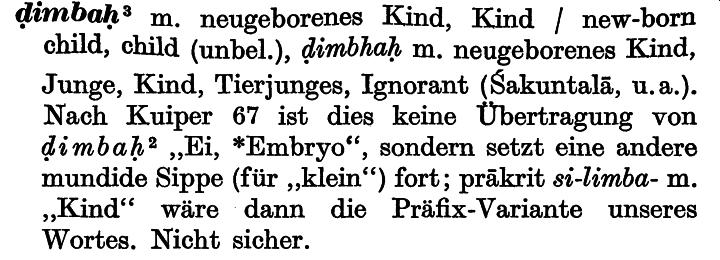 ḍimbaḥ³ m. neugeborenes Kind, Kind / new-born
child, child (unbel.), ḍimbhaḥ m. neugeborenes Kind,
Junge, Kind, Tierjunges, Ignorant (Śakuntalā, u. a.).
Nach Kuiper 67 ist dies keine Übertragung von
ḍimbaḥ² „Ei, *Embryo“, sondern setzt eine andere
mundide Sippe (für „klein“) fort; prākrit si-limba- m.
„Kind“ wäre dann die Präfix-Variante unseres
Wortes. Nicht sicher.